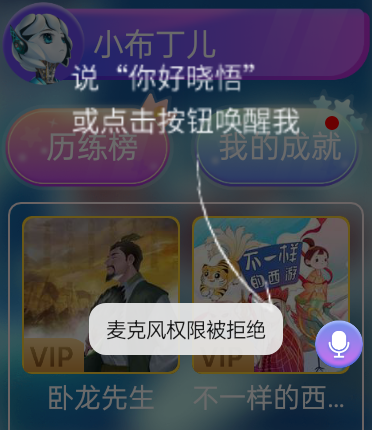 小布丁儿
说“你好晓悟”
或点击按钮唤醒我
历练榜
我的成就
不一样
的西游
麦克风权限被拒绝
VIP
VIP
卧龙先生
不一样的西...